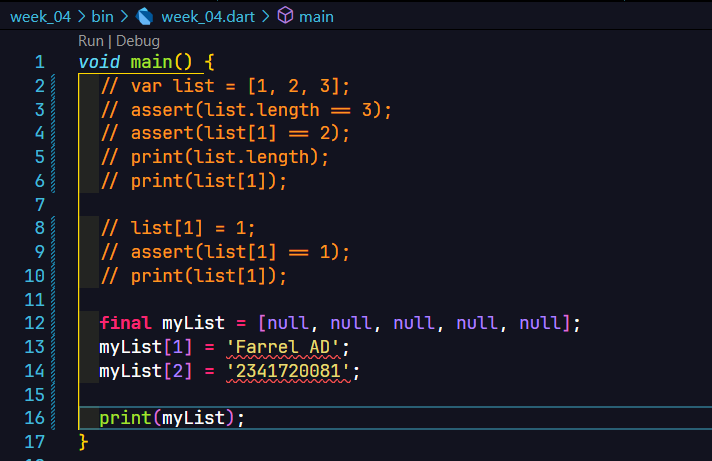 week_04 > bin > week_04.dart > main
Run | Debug
1 void main() {
2 // var list = [1, 2, 3];
3 // assert(list.length == 3);
4 // assert(list[1] == 2);
5 // print(list.length);
6 // print(list[1]);
7
8 // list[1] = 1;
9 // assert(list[1] == 1);
10 // print(list[1]);
11
12 final myList = [null, null, null, null, null];
13 myList[1] = 'Farrel AD';
14 myList[2] = '2341720081';
15
16 print(myList);
17 }